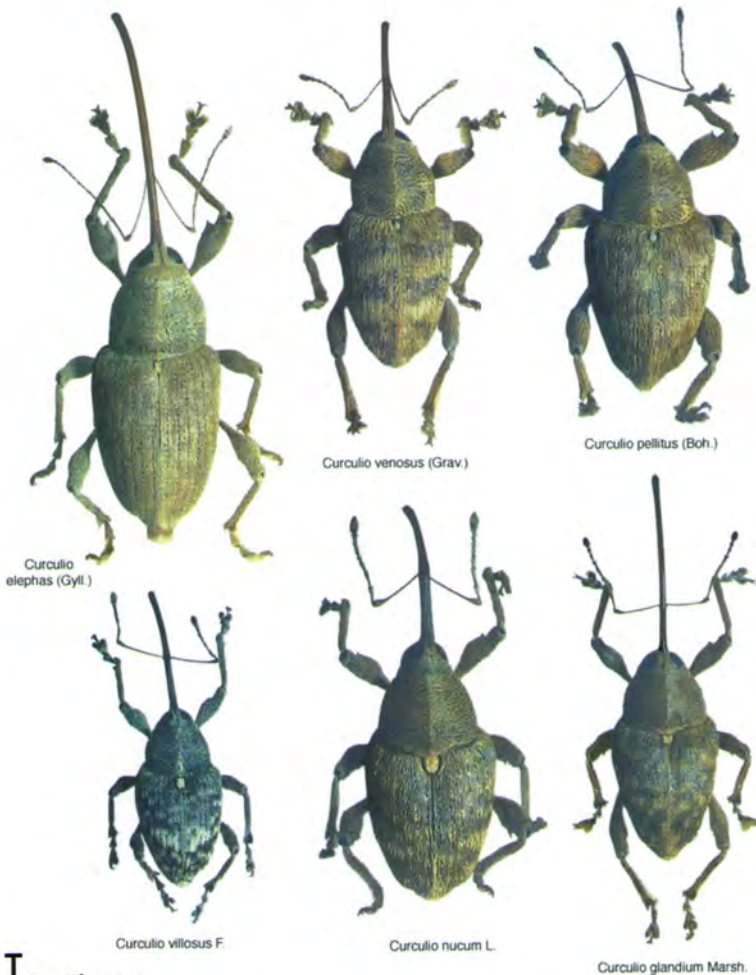 Curculio venosus (Grav.)
Curculio pellitus (Boh.)
Curculio
elephas (Gyll.)
Curculio villosus F.
Curculio nucum L.
Curculio glandium Marsh.
T